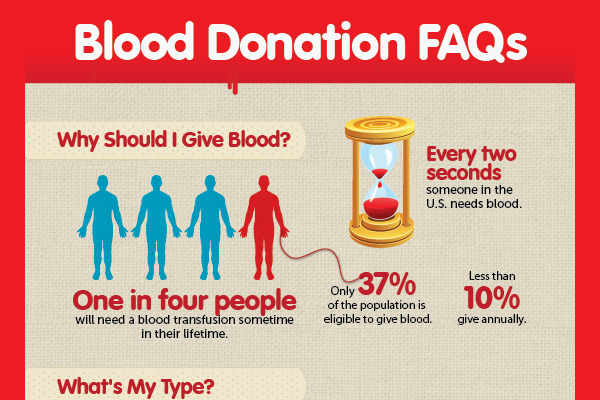 Blood Donation FAQs
Why Should I Give Blood?
Every two
seconds
someone in the
U.S. needs blood.
One in four people
will need a blood transfusion sometime
in their lifetime.
Only 37%
of the population is
eligible to give blood.
Less than
10%
give annually.
What's My Type?